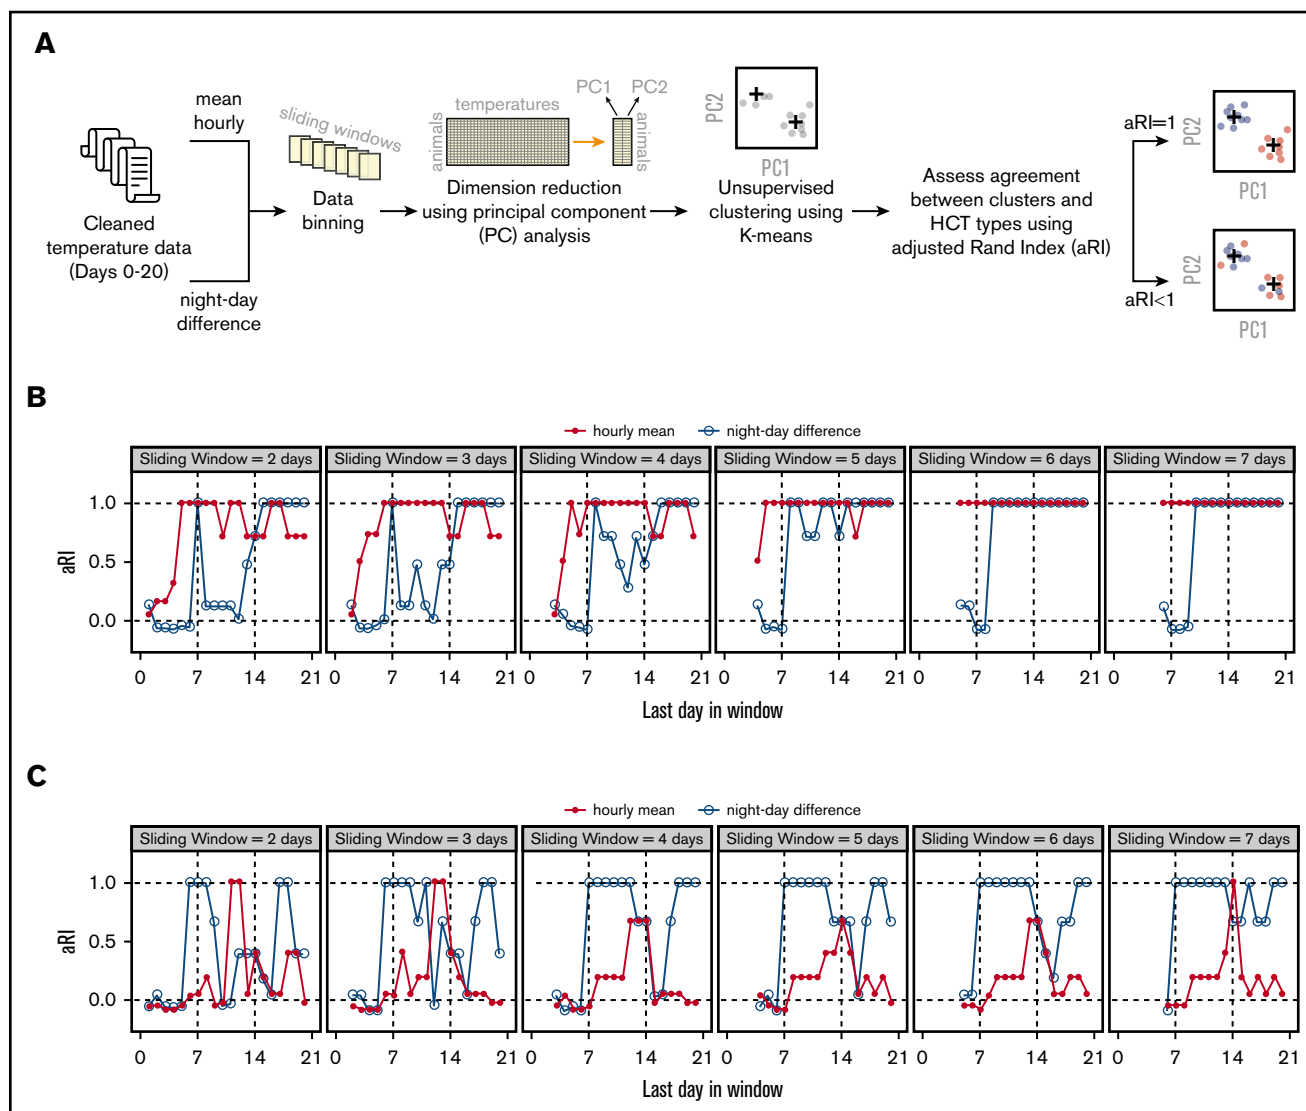 A
mean
hourly
Cleaned
temperature data
(Days 0-20)
night-day
difference
sliding windows
Data
binning
temperatures
animals
PC1
PC2
animals
Dimension reduction
using principal component
(PC) analysis
PC2
PC1
Unsupervised
clustering using
K-means
Assess agreement
between clusters and
HCT types using
adjusted Rand Index (aRI)
aRI=1
PC2
PC1
aRI<1
PC2
PC1
B
hourly mean night-day difference
Sliding Window = 2 days Sliding Window = 3 days Sliding Window = 4 days Sliding Window = 5 days Sliding Window = 6 days Sliding Window = 7 days
1.0
0.5
0.0
aRI
0 7 14 21 0 7 14 21 0 7 14 21 0 7 14 21 0 7 14 21 0 7 14 21
Last day in window
C
hourly mean night-day difference
Sliding Window = 2 days Sliding Window = 3 days Sliding Window = 4 days Sliding Window = 5 days Sliding Window = 6 days Sliding Window = 7 days
1.0
0.5
0.0
aRI
0 7 14 21 0 7 14 21 0 7 14 21 0 7 14 21 0 7 14 21 0 7 14 21
Last day in window